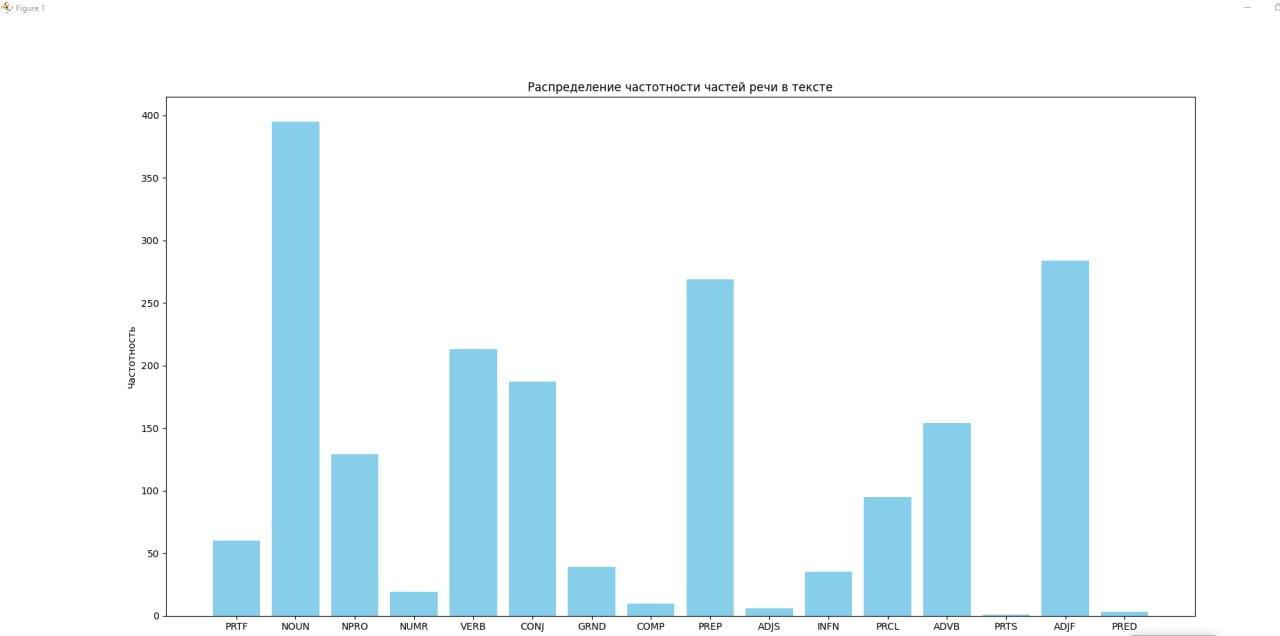 Figure 1
Распределение частотности частей речи в тексте
400
350
300
250
200
150
100
50
0
Частотность
PRTF NOUN NPRO NUMR VERB CONJ GRND COMP PREP ADJS INFN PRCL ADVB PRTS ADJF PRED